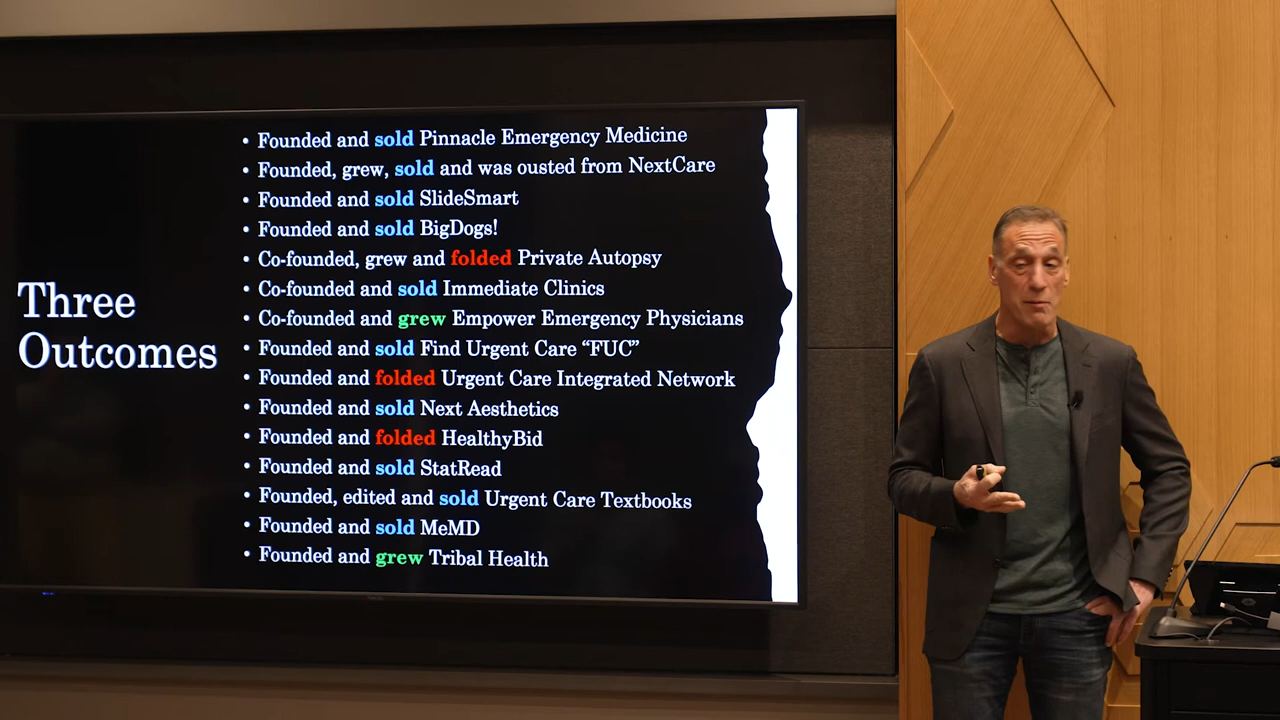 Three
Outcomes
• Founded and sold Pinnacle Emergency Medicine
• Founded, grew, sold and was ousted from NextCare
• Founded and sold SlideSmart
• Founded and sold BigDogs!
• Co-founded, grew and folded Private Autopsy
• Co-founded and sold Immediate Clinics
• Co-founded and grew Empower Emergency Physicians
• Founded and sold Find Urgent Care “FUC”
• Founded and folded Urgent Care Integrated Network
• Founded and sold Next Aesthetics
• Founded and folded HealthyBid
• Founded and sold StatRead
• Founded, edited and sold Urgent Care Textbooks
• Founded and sold MeMD
• Founded and grew Tribal Health